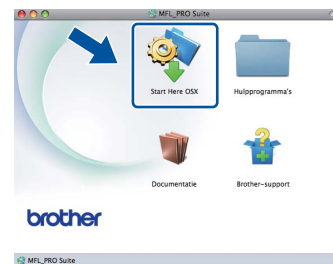 MFL_PRO Suite
Start Here OSX
Hulpprogramma's
Documentatie
Brother-support
brother
MFL_PRO Suite